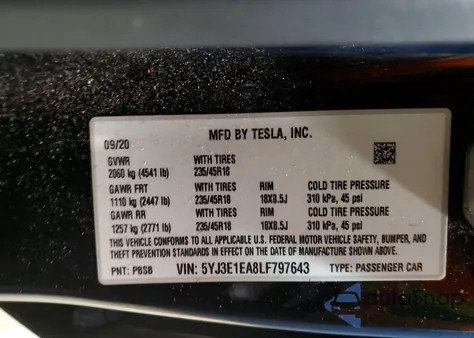 MFD BY TESLA, INC.
09/20
GVWR WITH TIRES
2060 kg (4541 lb) 235/45R18
GAWR FRT WITH TIRES RIM COLD TIRE PRESSURE
1110 kg (2447 lb) 235/45R18 18X8.5J 310 kPa, 45 psi
GAWR RR WITH TIRES RIM COLD TIRE PRESSURE
1257 kg (2771 lb) 235/45R18 18X8.5J 310 kPa, 45 psi
THIS VEHICLE CONFORMS TO ALL APPLICABLE U.S. FEDERAL MOTOR VEHICLE SAFETY, BUMPER, AND
THEFT PREVENTION STANDARDS IN EFFECT ON THE DATE OF MANUFACTURE SHOWN ABOVE.
PNT: PBSB VIN: 5YJ3E1EA8LF797643 TYPE: PASSENGER CAR